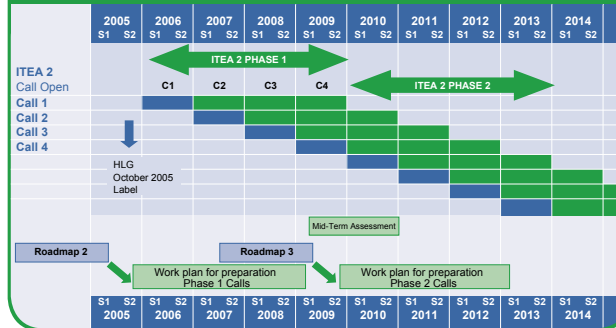 2005 2006 2007 2008 2009 2010 2011 2012 2013 2014
S1 S2 S1 S2 S1 S2 S1 S2 S1 S2 S1 S2 S1 S2 S1 S2 S1 S2 S1 S2
ITEA 2 PHASE 1
ITEA 2
Call Open C1 C2 C3 C4 ITEA 2 PHASE 2
Call 1
Call 2
Call 3
Call 4
HLG
October 2005
Label
Mid-Term Assessment
Roadmap 2 Roadmap 3
Work plan for preparation
Phase 1 Calls
Work plan for preparation
Phase 2 Calls
S1 S2 S1 S2 S1 S2 S1 S2 S1 S2 S1 S2 S1 S2 S1 S2 S1 S2 S1 S2
2005 2006 2007 2008 2009 2010 2011 2012 2013 2014